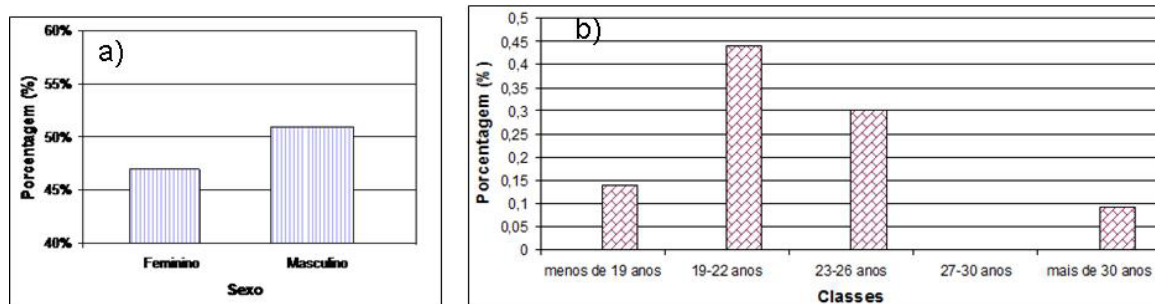 a)
Porcentagem (%)
60%
55%
50%
45%
40%
Feminino Masculino
Sexo
b)
Porcentagem (%)
0,5
0,45
0,4
0,35
0,3
0,25
0,2
0,15
0,1
0,05
0
menos de 19 anos 19-22 anos 23-26 anos 27-30 anos mais de 30 anos
Classes